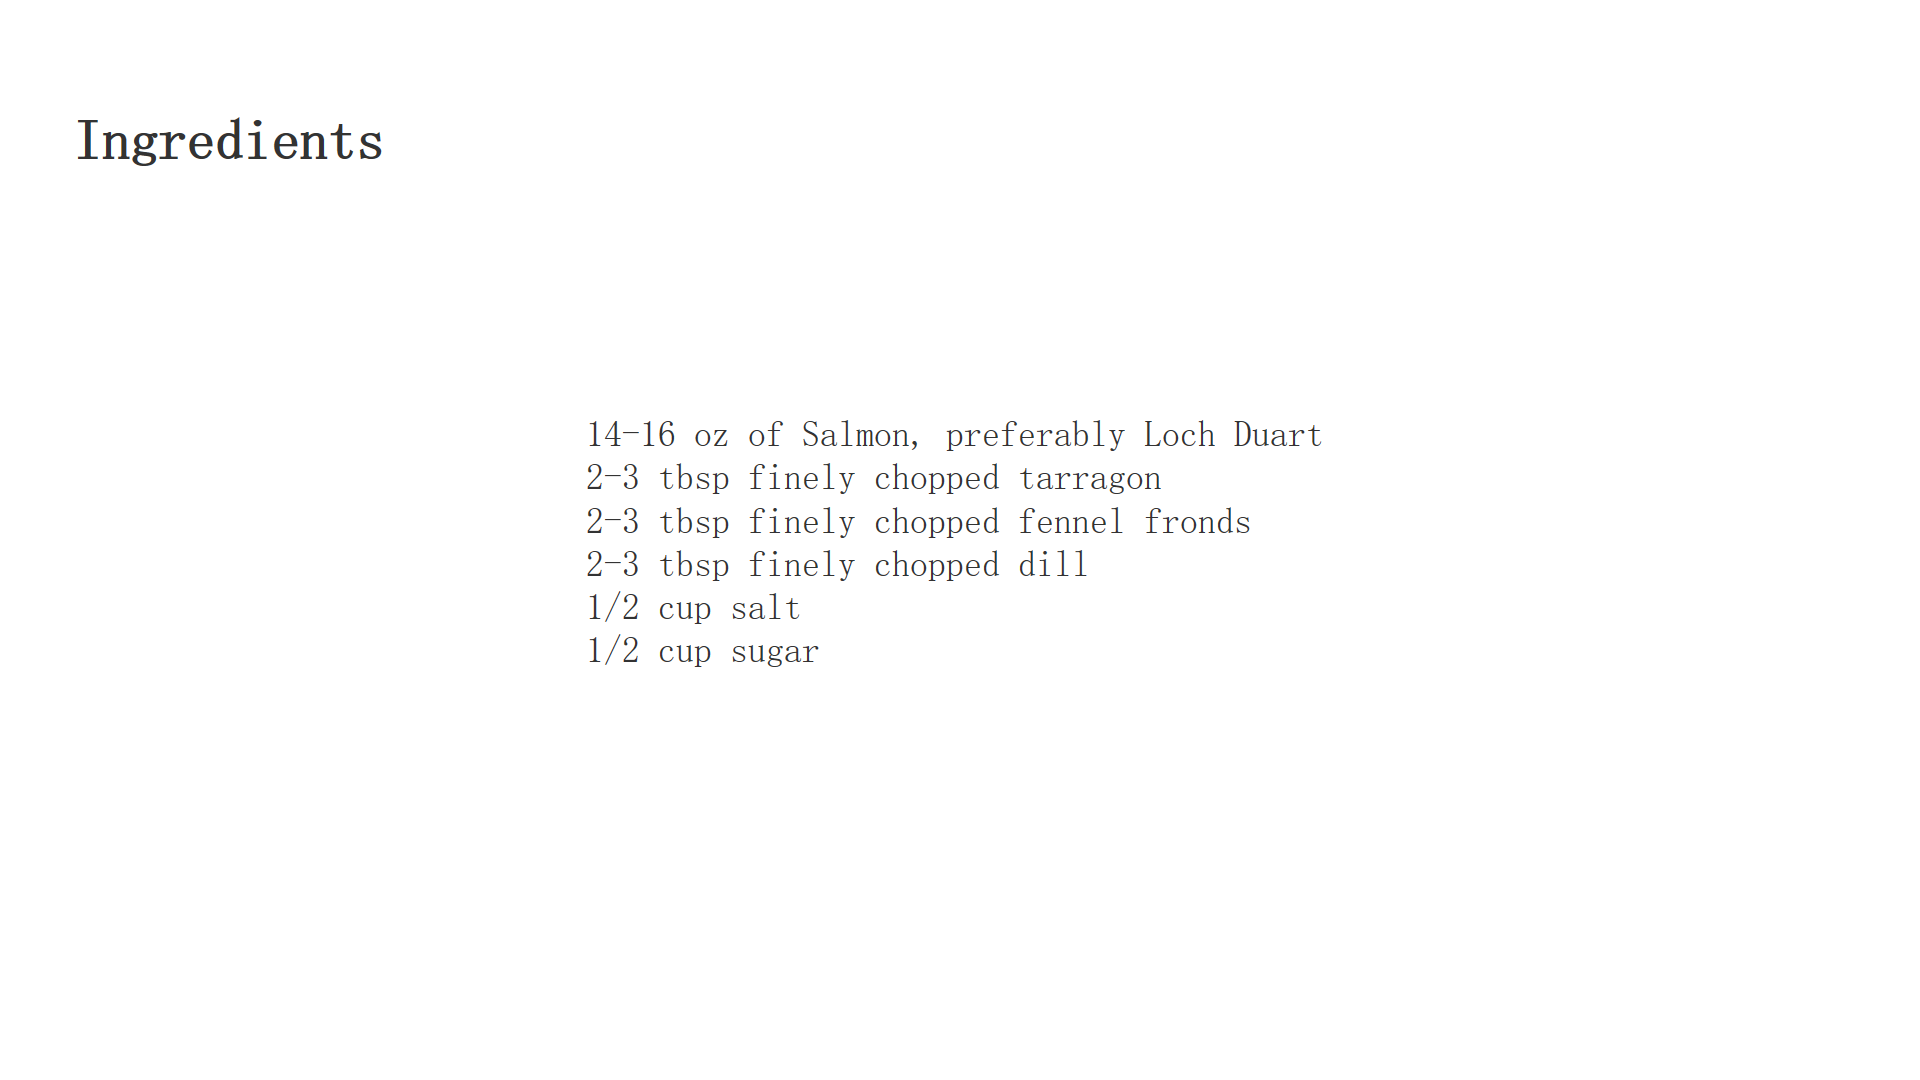 Ingredients
14-16 oz of Salmon, preferably Loch Duart
2-3 tbsp finely chopped tarragon
2-3 tbsp finely chopped fennel fronds
2-3 tbsp finely chopped dill
1/2 cup salt
1/2 cup sugar